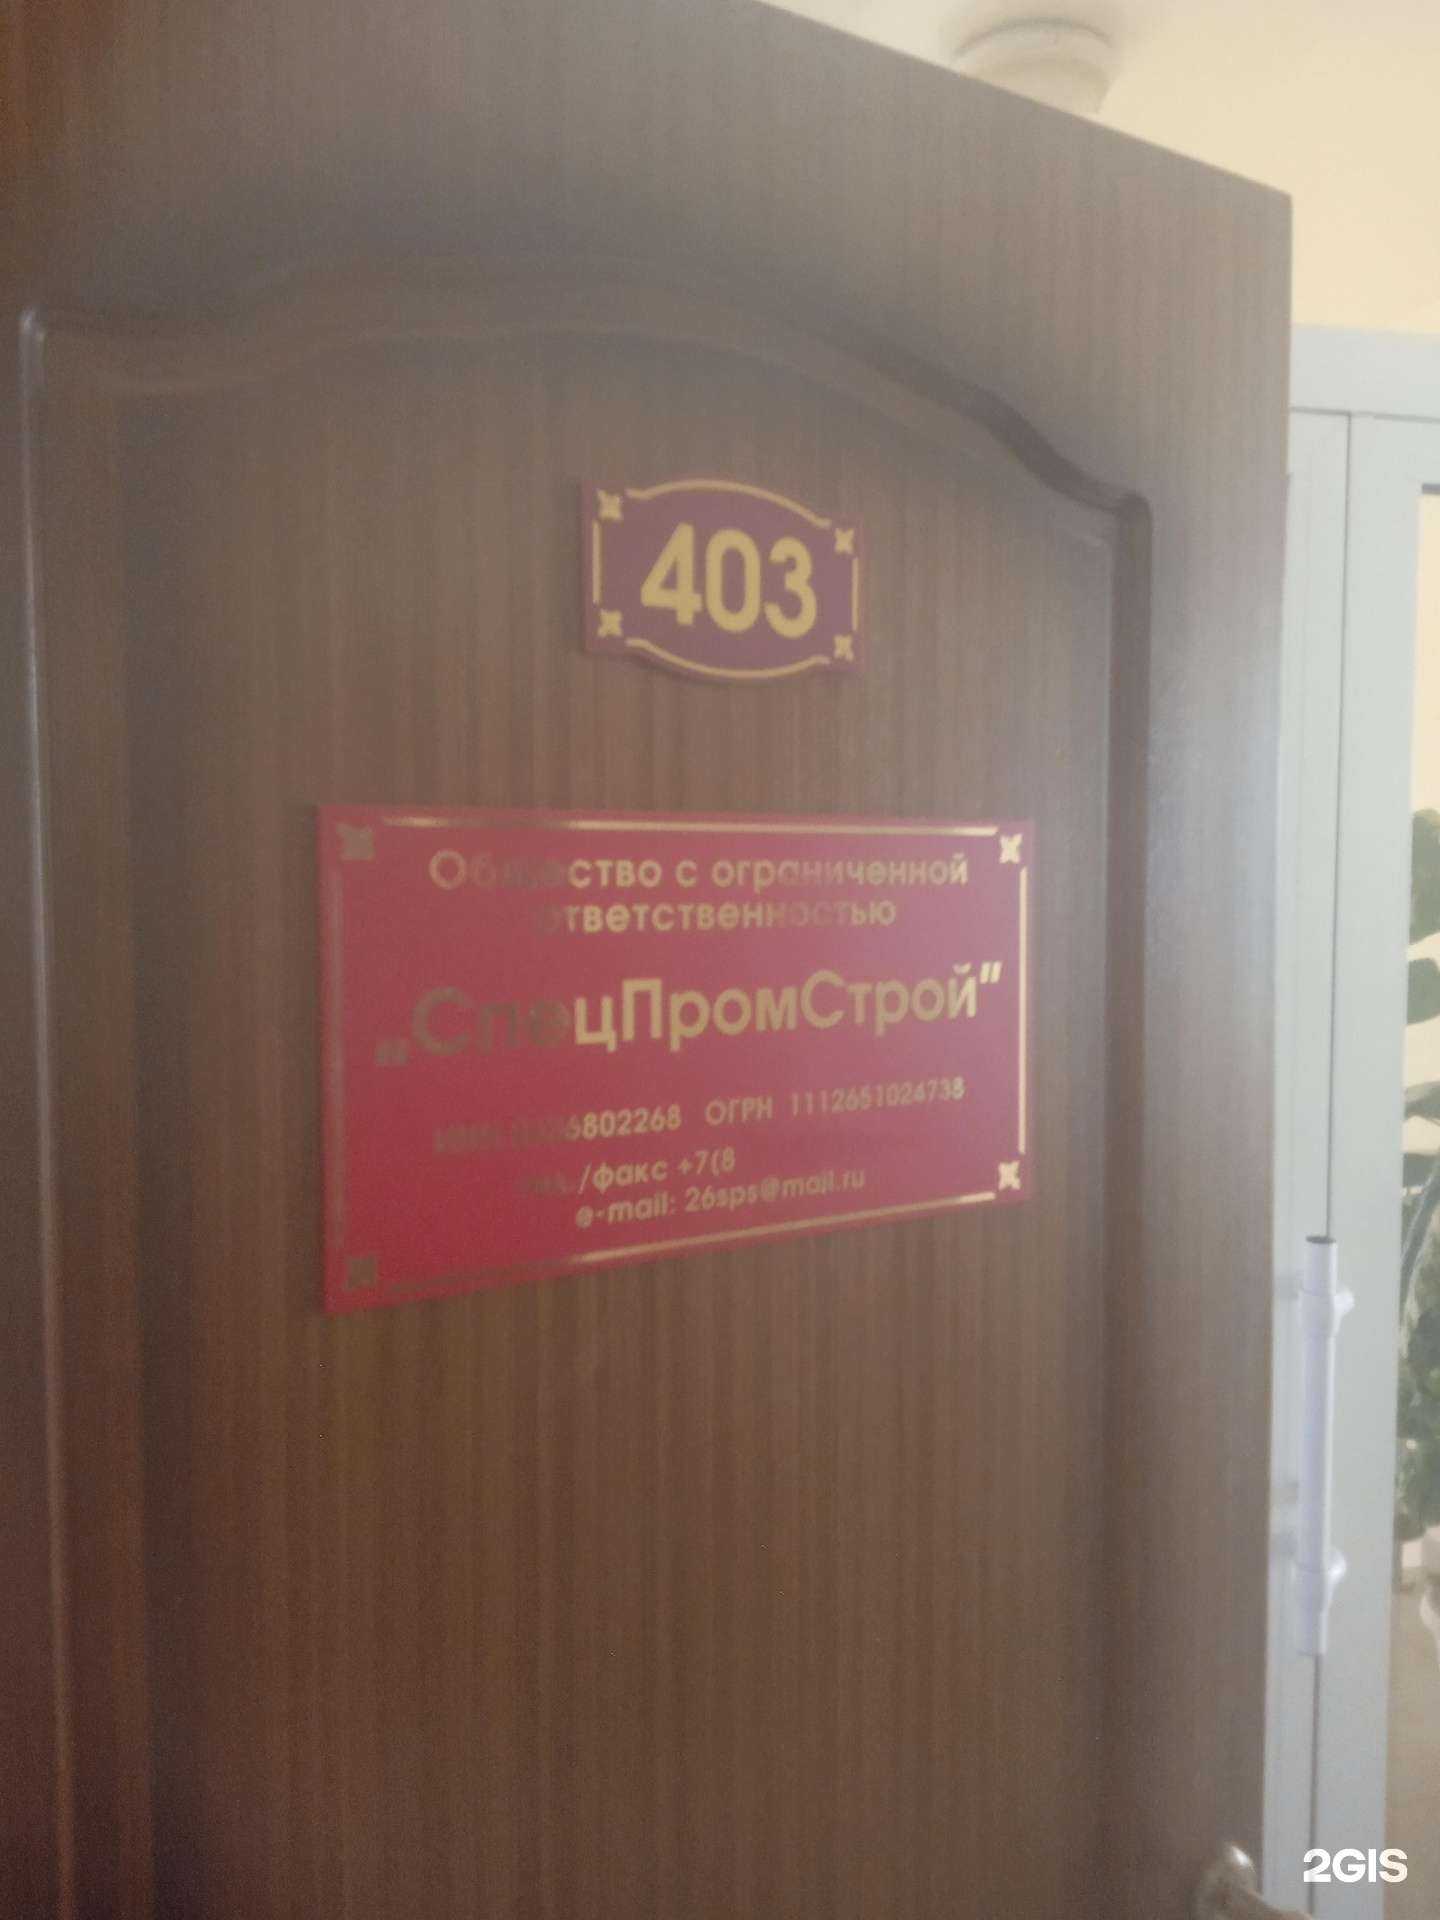 403
Общество с ограниченной
ответственностью
„СпецПромСтрой"
ОГРН 1112651024738
/факс +7(8
e-mail: 26sps@mail.ru
2GIS